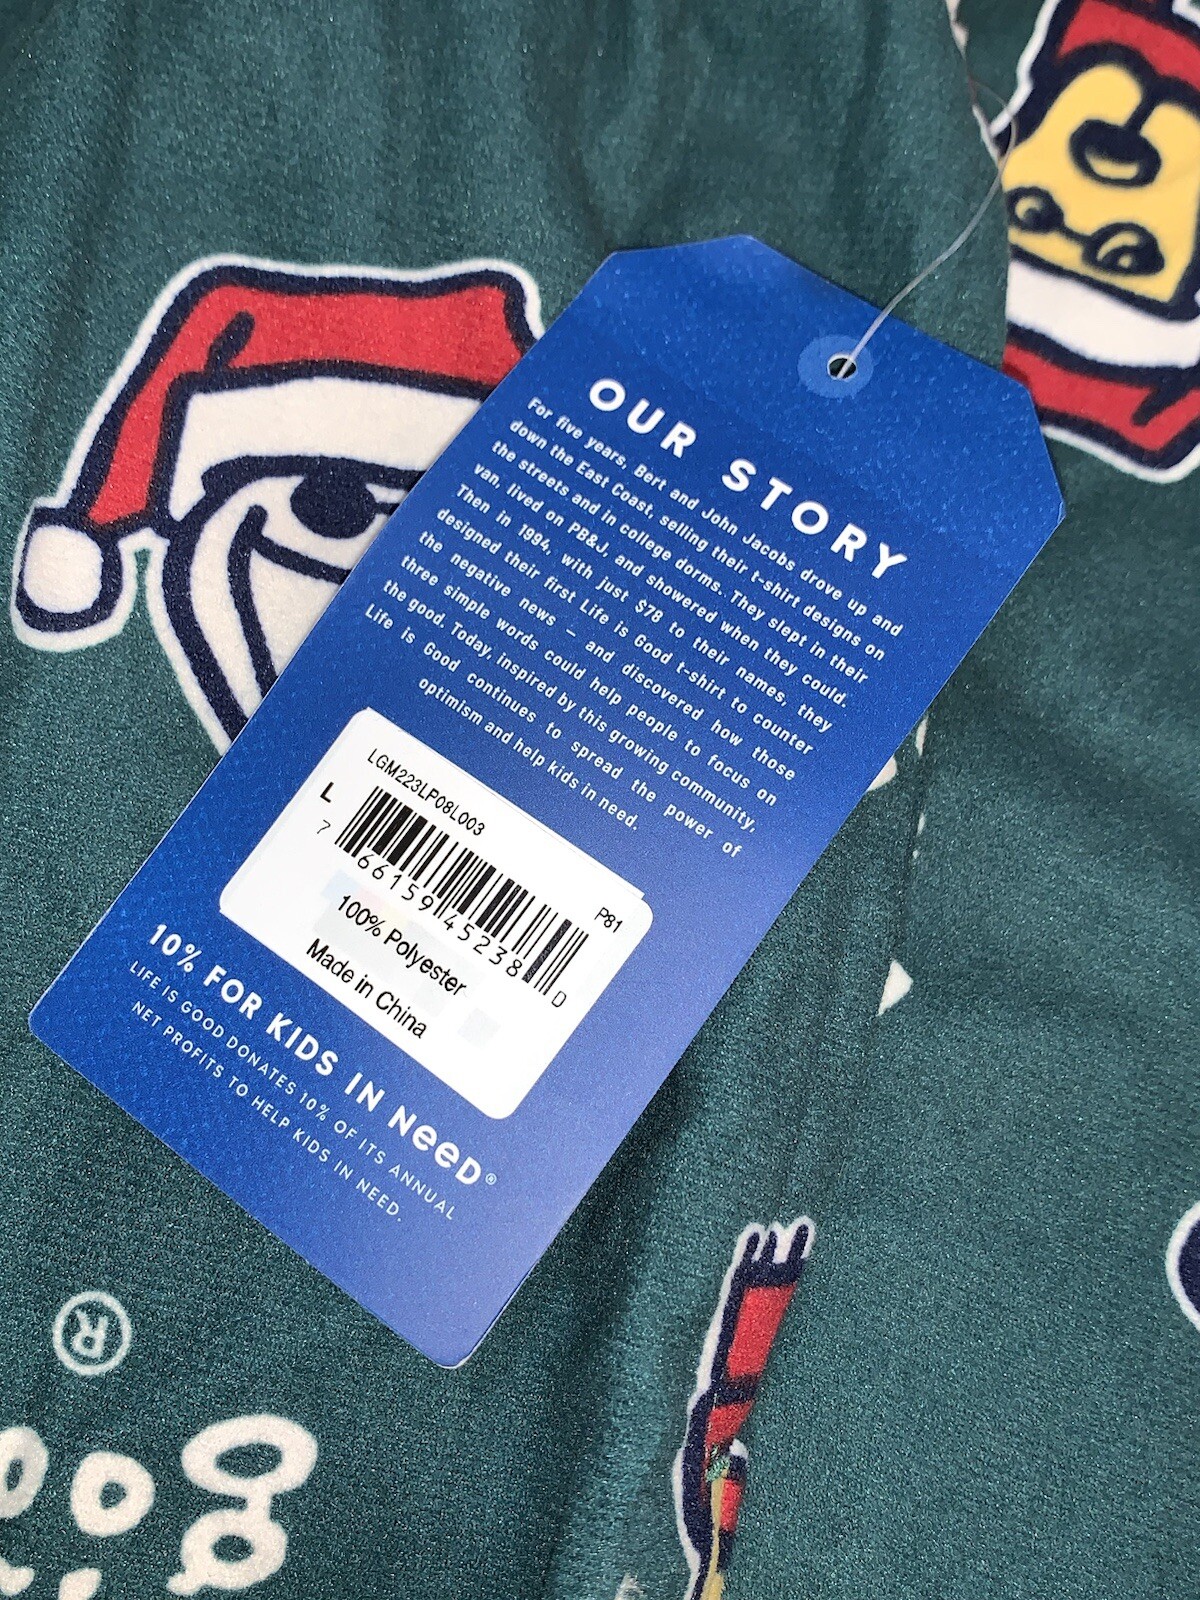 OUR STORY
For five years, Bert and John Jacobs drove up and
down the East Coast, selling their t-shirt designs on
the streets and in college dorms. They slept in their
van, lived on PB&J, and showered when they could.
Then in 1994, with just $78 to their names, they
designed their first Life is Good t-shirt to counter
the negative news – and discovered how those
three simple words could help people to focus on
the good. Today, inspired by this growing community,
Life is Good continues to spread the power of
optimism and help kids in need.
LGM223LP08L003
L
P81
7 66159 45238 0
100% Polyester
Made in China
10% FOR KIDS IN NeeD®
LIFE IS GOOD DONATES 10% OF ITS ANNUAL
NET PROFITS TO HELP KIDS IN NEED.
®